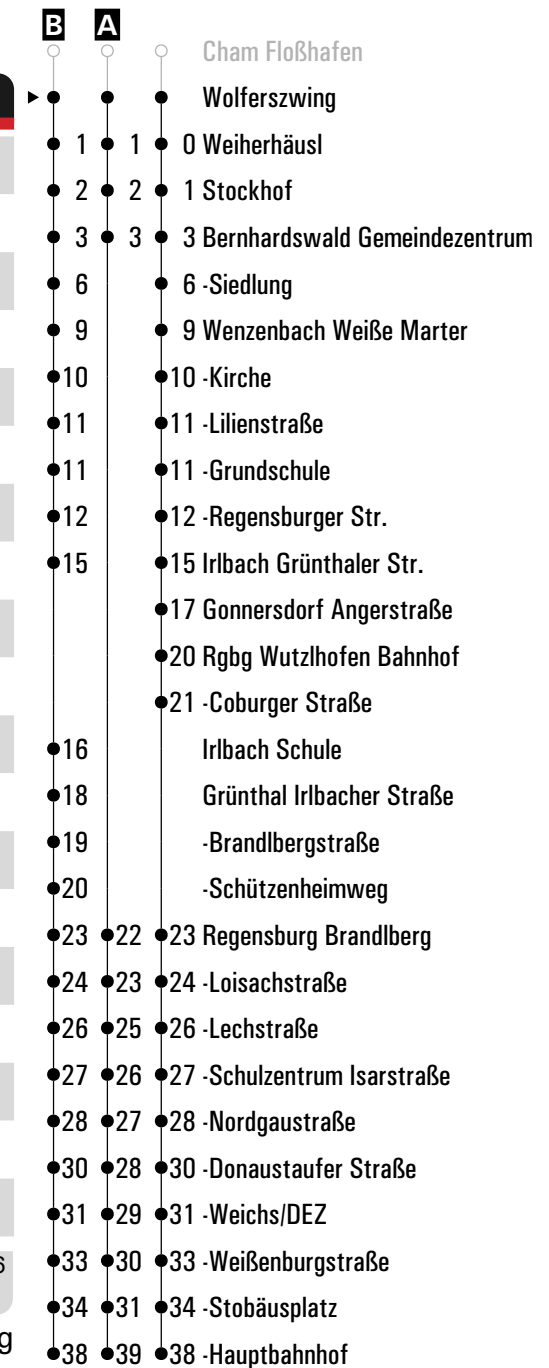 B A
Cham Floßhafen
Wolferszwing
1 1 0 Weiherhäusl
2 2 1 Stockhof
3 3 3 Bernhardswald Gemeindezentrum
6 6 -Siedlung
9 9 Wenzenbach Weiße Marter
10 10 -Kirche
11 11 -Lilienstraße
11 11 -Grundschule
12 12 -Regensburger Str.
15 15 Irlbach Grünthaler Str.
17 Gonnersdorf Angerstraße
20 Rgbg Wutzlhofen Bahnhof
21 -Coburger Straße
16 Irlbach Schule
18 Grünthal Irlbacher Straße
19 -Brandlbergstraße
20 -Schützenheimweg
23 22 23 Regensburg Brandlberg
24 23 24 -Loisachstraße
26 25 26 -Lechstraße
27 26 27 -Schulzentrum Isarstraße
28 27 28 -Nordgaustraße
30 28 30 -Donaustaufer Straße
31 29 31 -Weichs/DEZ
33 30 33 -Weißenburgstraße
34 31 34 -Stobäusplatz
38 39 38 -Hauptbahnhof